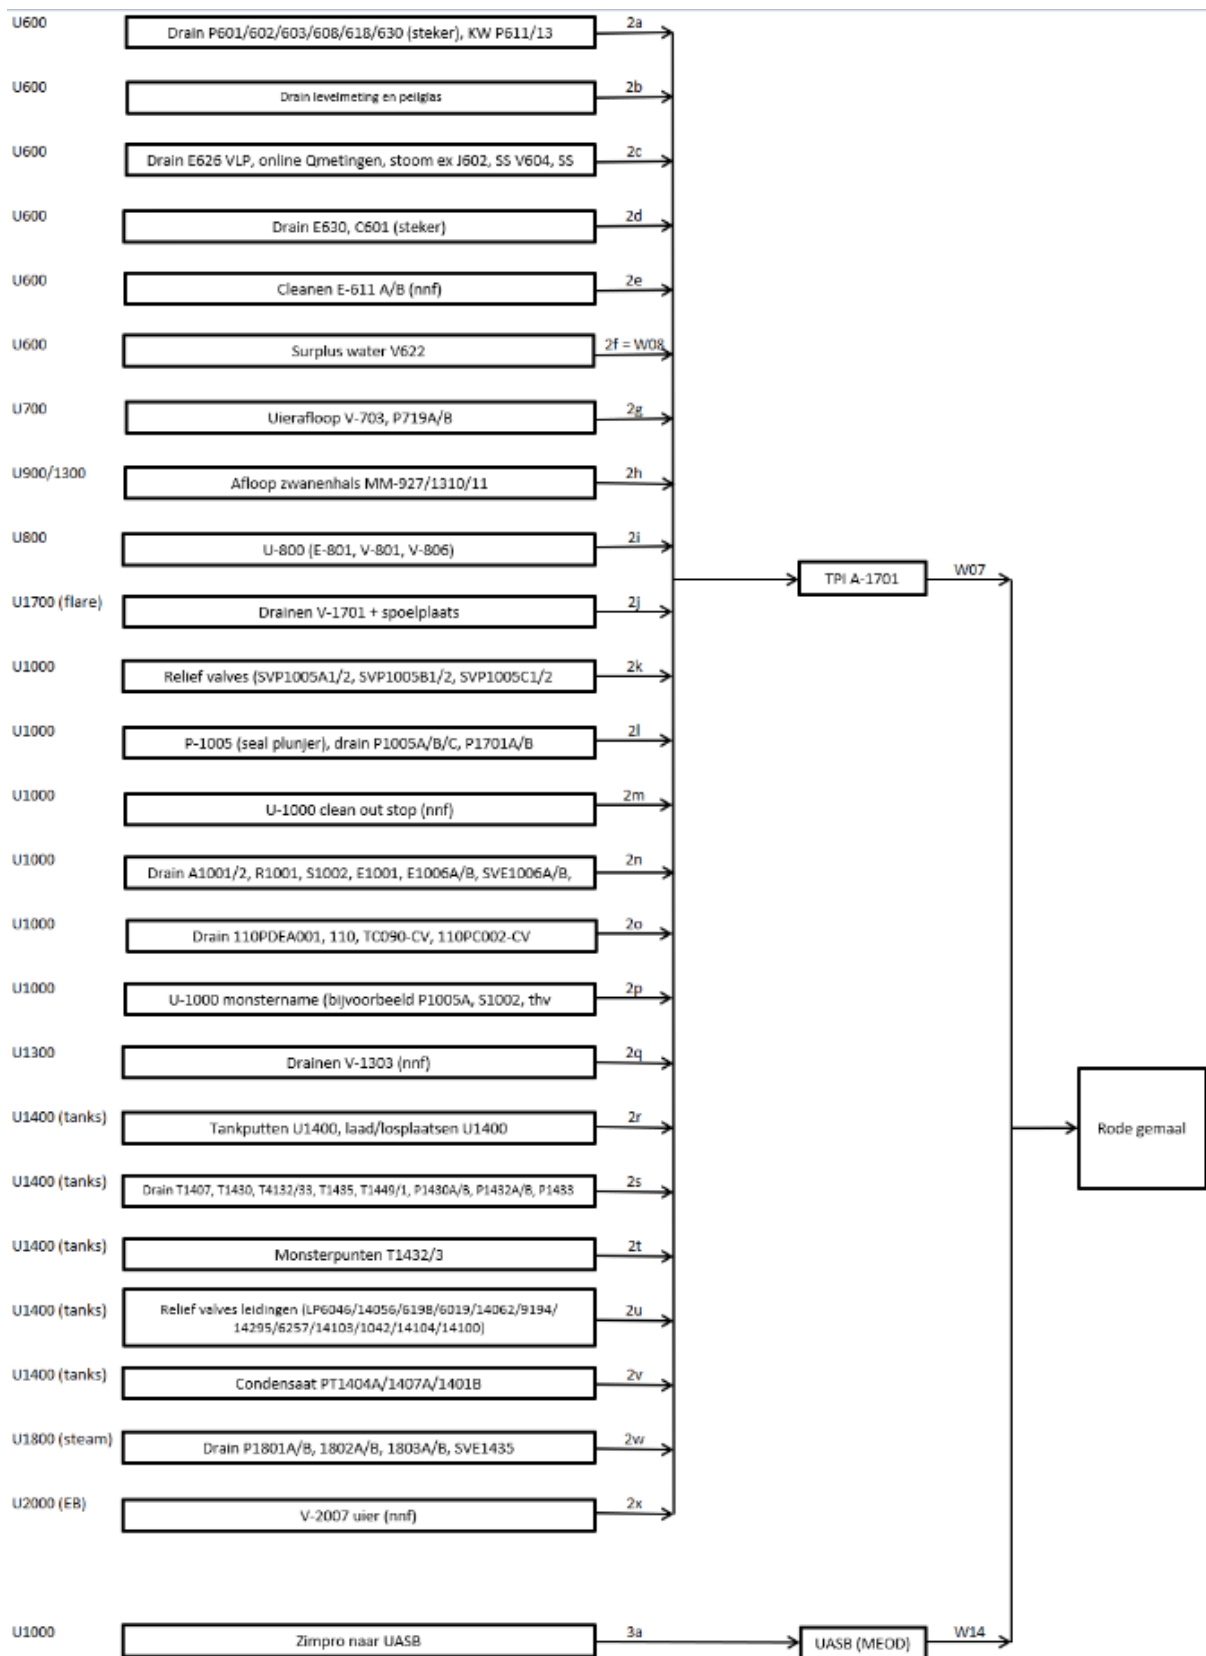 U600
Drain P601/602/603/608/618/630 (steker), KW P611/13
2a
U600
Drain levelmeting en peilglas
2b
U600
Drain E626 VLP, online Qmetingen, stoom ex J602, SS V604, SS
2c
U600
Drain E630, C601 (steker)
2d
U600
Cleanen E-611 A/B (nnf)
2e
U600
Surplus water V622
2f = W08
U700
Uierafloop V-703, P719A/B
2g
U900/1300
Afloop zwanenhals MM-927/1310/11
2h
U800
U-800 (E-801, V-801, V-806)
2i
TPI A-1701
W07
U1700 (flare)
Drainen V-1701 + spoelplaats
2j
U1000
Relief valves (SVP1005A1/2, SVP1005B1/2, SVP1005C1/2
2k
U1000
P-1005 (seal plunjer), drain P1005A/B/C, P1701A/B
2l
U1000
U-1000 clean out stop (nnf)
2m
U1000
Drain A1001/2, R1001, S1002, E1001, E1006A/B, SVE1006A/B,
2n
U1000
Drain 110PDEA001, 110, TC090-CV, 110PC002-CV
2o
U1000
U-1000 monstername (bijvoorbeeld P1005A, S1002, thv
2p
U1300
Drainen V-1303 (nnf)
2q
U1400 (tanks)
Tankputten U1400, laad/losplaatsen U1400
2r
Rode gemaal
U1400 (tanks)
Drain T1407, T1430, T4132/33, T1435, T1449/1, P1430A/B, P1432A/B, P1433
2s
U1400 (tanks)
Monsterpunten T1432/3
2t
U1400 (tanks)
Relief valves leidingen (LP6046/14056/6198/6019/14062/9194/
14295/6257/14103/1042/14104/14100)
2u
U1400 (tanks)
Condensaat PT1404A/1407A/1401B
2v
U1800 (steam)
Drain P1801A/B, 1802A/B, 1803A/B, SVE1435
2w
U2000 (EB)
V-2007 uier (nnf)
2x
U1000
Zimpro naar UASB
3a
UASB (MEOD)
W14